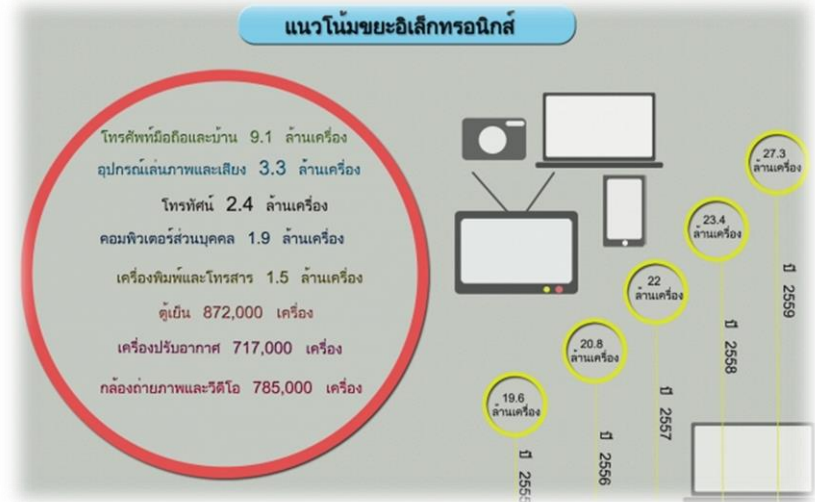 แนวโน้มขยะอิเล็กทรอนิกส์
โทรศัพท์มือถือและบ้าน 9.1 ล้านเครื่อง
อุปกรณ์เล่นภาพและเสียง 3.3 ล้านเครื่อง
โทรทัศน์ 2.4 ล้านเครื่อง
คอมพิวเตอร์ส่วนบุคคล 1.9 ล้านเครื่อง
เครื่องพิมพ์และโทรสาร 1.5 ล้านเครื่อง
ตู้เย็น 872,000 เครื่อง
เครื่องปรับอากาศ 717,000 เครื่อง
กล้องถ่ายภาพและวิดีโอ 785,000 เครื่อง
19.6
ล้านเครื่อง
ปี 2555
20.8
ล้านเครื่อง
ปี 2556
22
ล้านเครื่อง
ปี 2557
23.4
ล้านเครื่อง
ปี 2558
27.3
ล้านเครื่อง
ปี 2559